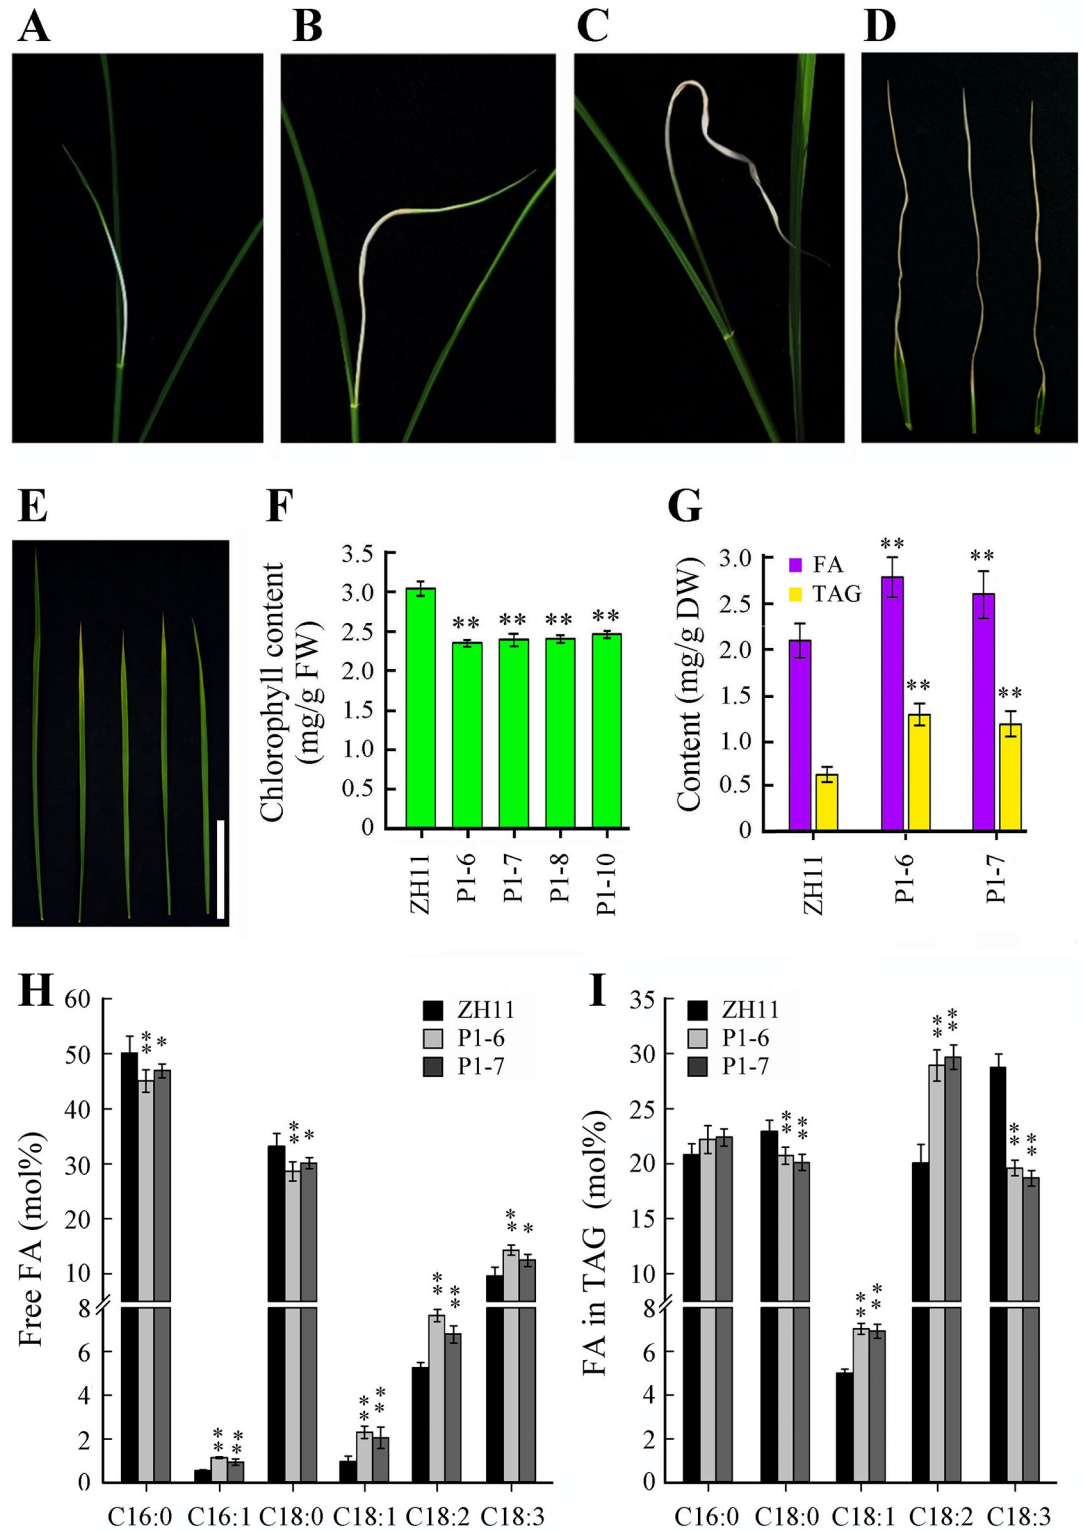 A
B
C
D
E
F
G
3.5
3.0
2.5
2.0
1.5
1.0
0.5
0
Chlorophyll content
(mg/g FW)
**
**
**
**
ZH11
P1-6
P1-7
P1-8
P1-10
3.0
2.5
2.0
1.5
1.0
0.5
0
Content (mg/g DW)
FA
TAG
**
**
**
**
ZH11
P1-6
P1-7
H
60
50
40
30
20
10
8
6
4
2
0
Free FA (mol%)
ZH11
P1-6
P1-7
**
*
**
**
**
*
**
**
**
**
**
*
C16:0
C16:1
C18:0
C18:1
C18:2
C18:3
I
35
30
25
20
15
10
8
6
4
2
0
FA in TAG (mol%)
ZH11
P1-6
P1-7
**
**
**
**
**
**
**
**
C16:0
C18:0
C18:1
C18:2
C18:3